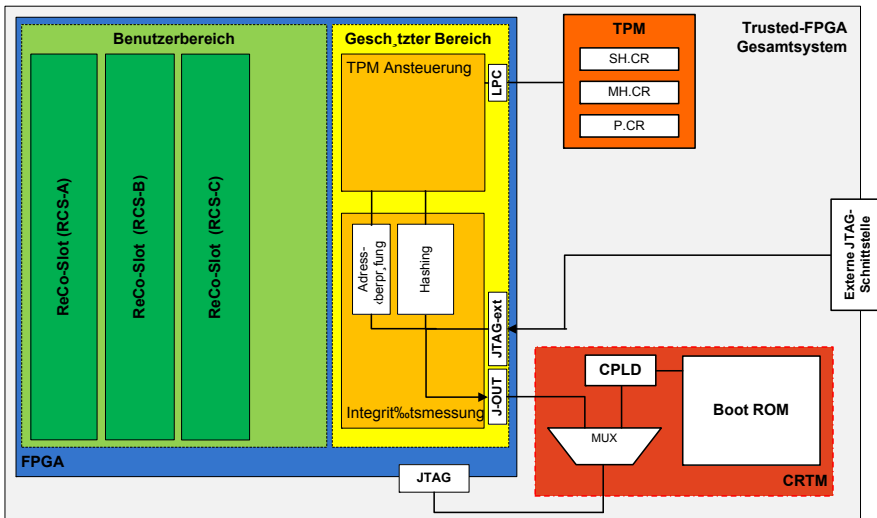 Trusted-FPGA
Gesamtsystem
Benutzerbereich
ReCo-Slot (RCS-A)
ReCo-Slot (RCS-B)
ReCo-Slot (RCS-C)
Gesch‚tzter Bereich
TPM Ansteuerung
LPC
TPM
SH.CR
MH.CR
P.CR
Adress-
‹berpr‚fung
Hashing
JTAG-ext
J-OUT
Integrit‰tsmessung
Externe JTAG-
Schnittstelle
FPGA
JTAG
CPLD
MUX
Boot ROM
CRTM